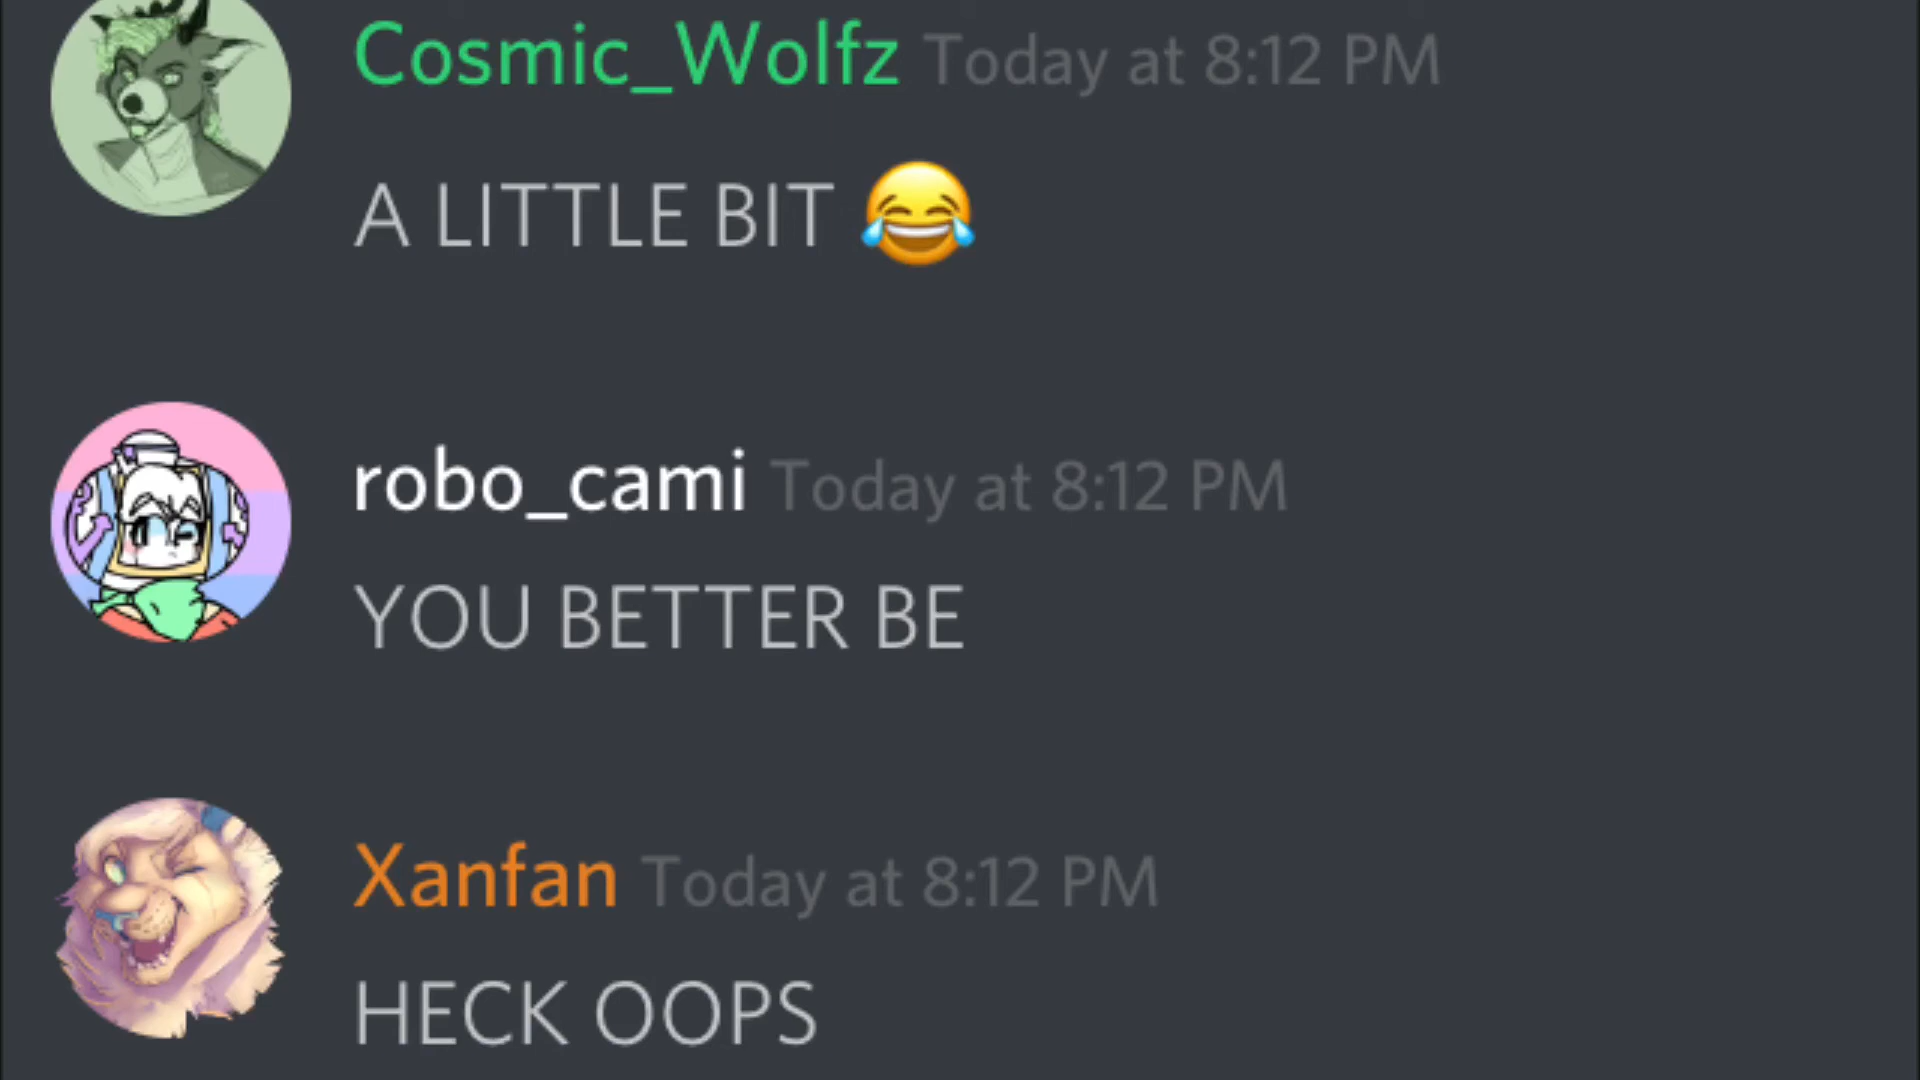 Cosmic_Wolfz Today at 8:12 PM
A LITTLE BIT 😂
robo_cami Today at 8:12 PM
YOU BETTER BE
Xanfan Today at 8:12 PM
HECK OOPS